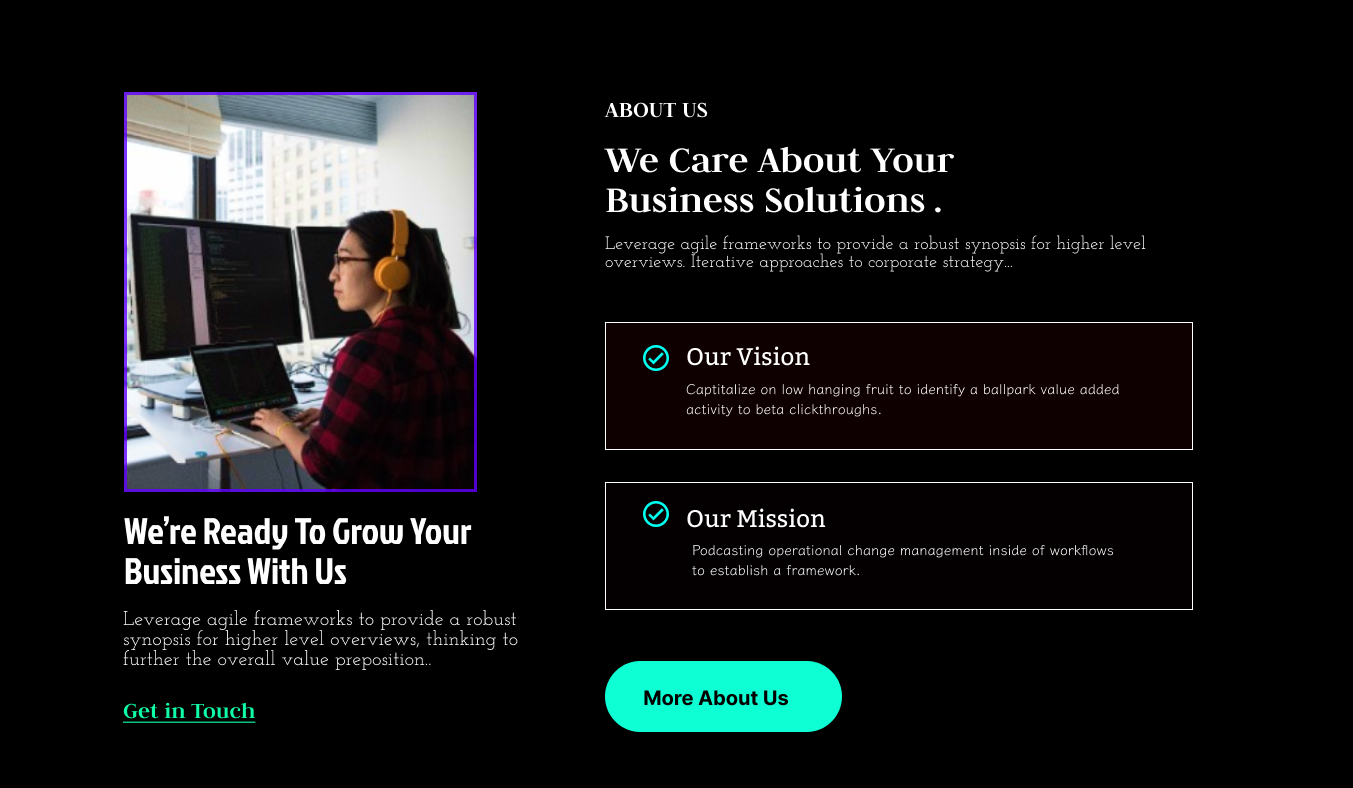 We're Ready To Grow Your
Business With Us
Leverage agile frameworks to provide a robust
synopsis for higher level overviews, thinking to
further the overall value preposition..
Get in Touch
ABOUT US
We Care About Your
Business Solutions .
Leverage agile frameworks to provide a robust synopsis for higher level
overviews. Iterative approaches to corporate strategy...
Our Vision
Captitalize on low hanging fruit to identify a ballpark value added
activity to beta clickthroughs.
Our Mission
Podcasting operational change management inside of workflows
to establish a framework.
More About Us